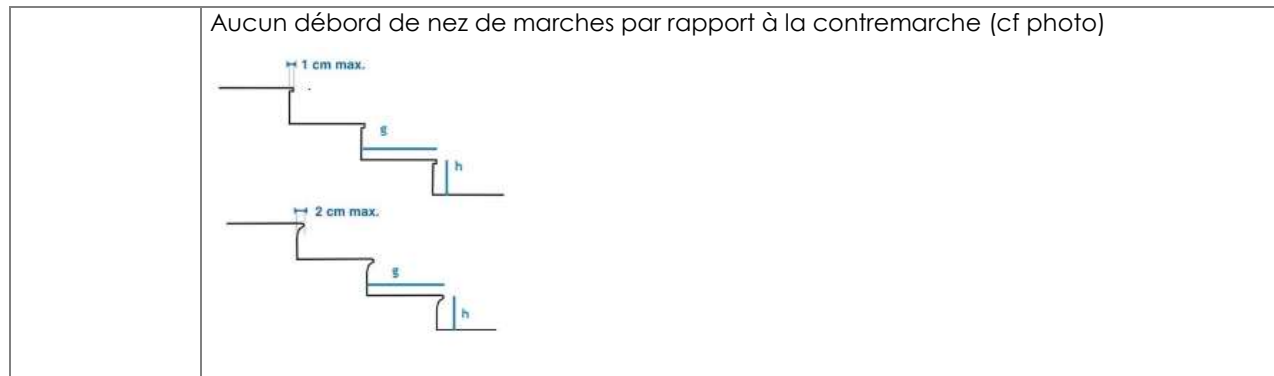 Aucun débord de nez de marches par rapport à la contremarche (cf photo)
1 cm max.
g
h
2 cm max.
g
h